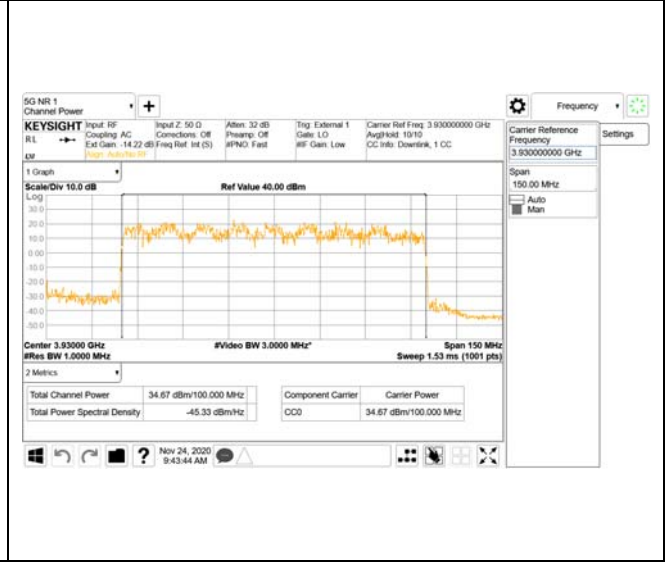 5G NR 1
Channel Power
Frequency
KEYSIGHT
RL
Input: RF
Coupling: AC
Ext Gain: -14.22 dB
Align: Auto/No RF
Input Z: 50 Ω
Corrections: Off
Freq Ref: Int (S)
Atten: 32 dB
Preamp: Off
#PNO: Fast
Trig: External 1
Gate: LO
#IF Gain: Low
Carrier Ref Freq: 3.930000000 GHz
Avg|Hold: 10/10
CC Info: Downlink, 1 CC
Carrier Reference
Frequency
3.930000000 GHz
Settings
Span
150.00 MHz
Auto
Man
1 Graph
Scale/Div 10.0 dB
Ref Value 40.00 dBm
Log
30.0
20.0
10.0
0.00
-10.0
-20.0
-30.0
-40.0
-50.0
Center 3.93000 GHz
#Video BW 3.0000 MHz*
Span 150 MHz
#Res BW 1.0000 MHz
Sweep 1.53 ms (1001 pts)
2 Metrics
Total Channel Power 34.67 dBm/100.000 MHz
Total Power Spectral Density -45.33 dBm/Hz
Component Carrier Carrier Power
CC0 34.67 dBm/100.000 MHz
Nov 24, 2020
9:43:44 AM